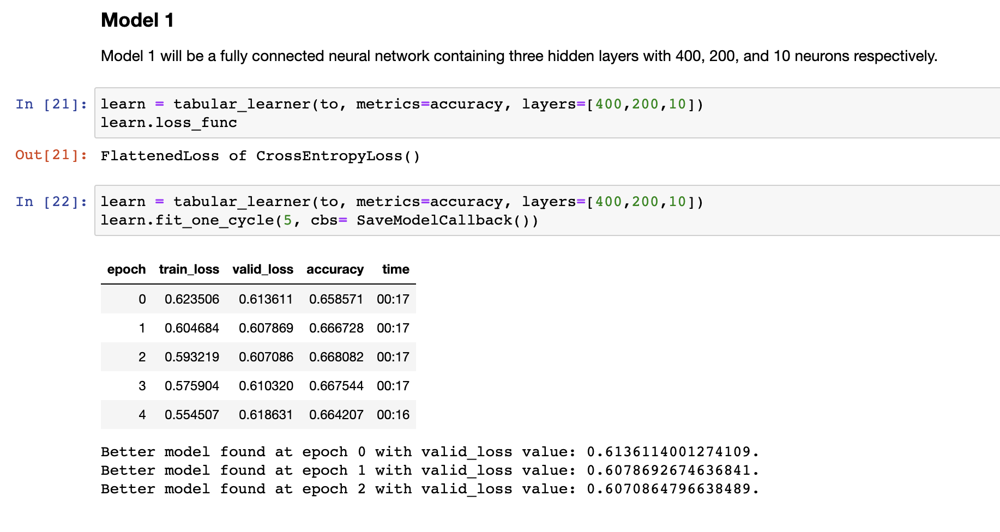 Model 1
Model 1 will be a fully connected neural network containing three hidden layers with 400, 200, and 10 neurons respectively.
In [21]: learn = tabular_learner(to, metrics=accuracy, layers=[400,200,10])
learn.loss_func
Out[21]: FlattenedLoss of CrossEntropyLoss()
In [22]: learn = tabular_learner(to, metrics=accuracy, layers=[400,200,10])
learn.fit_one_cycle(5, cbs= SaveModelCallback())
epoch train_loss valid_loss accuracy time
0 0.623506 0.613611 0.658571 00:17
1 0.604684 0.607869 0.666728 00:17
2 0.593219 0.607086 0.668082 00:17
3 0.575904 0.610320 0.667544 00:17
4 0.554507 0.618631 0.664207 00:16
Better model found at epoch 0 with valid_loss value: 0.6136114001274109.
Better model found at epoch 1 with valid_loss value: 0.6078692674636841.
Better model found at epoch 2 with valid_loss value: 0.6070864796638489.